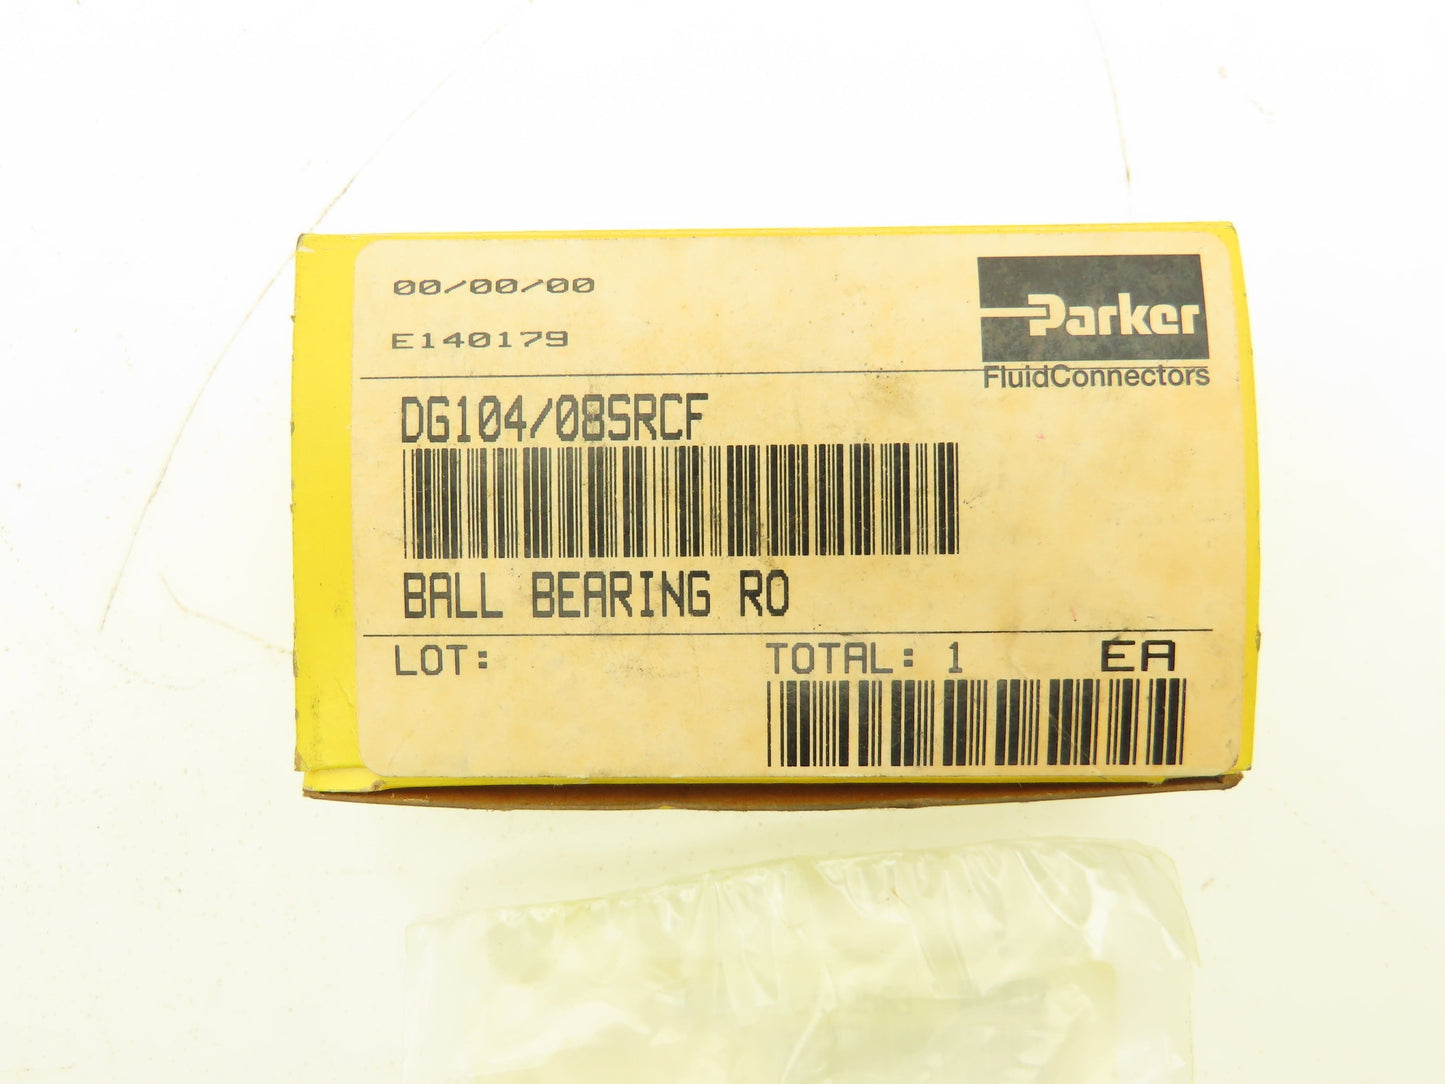 00/00/00
E140179
Parker
FluidConnectors
DG104/08SRCF
BALL BEARING RO
LOT:
TOTAL: 1 EA